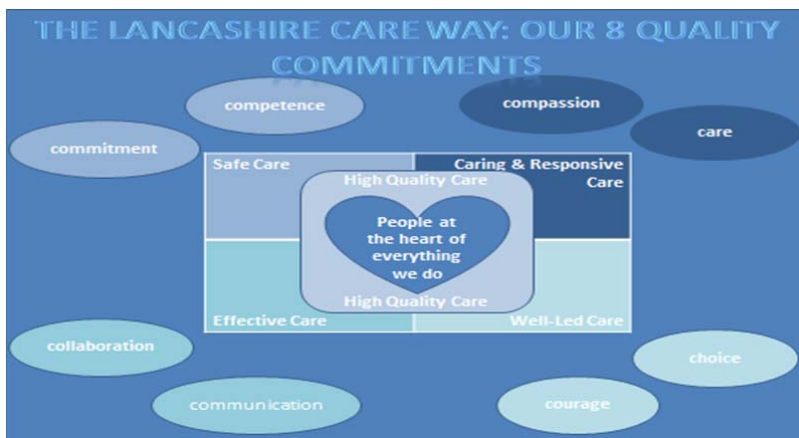 THE LANCASHIRE CARE WAY: OUR 8 QUALITY
COMMITMENTS
competence
compassion
commitment
care
Safe Care
Caring & Responsive
Care
High Quality Care
People at
the heart of
everything
we do
High Quality Care
Effective Care
Well-Led Care
collaboration
choice
communication
courage